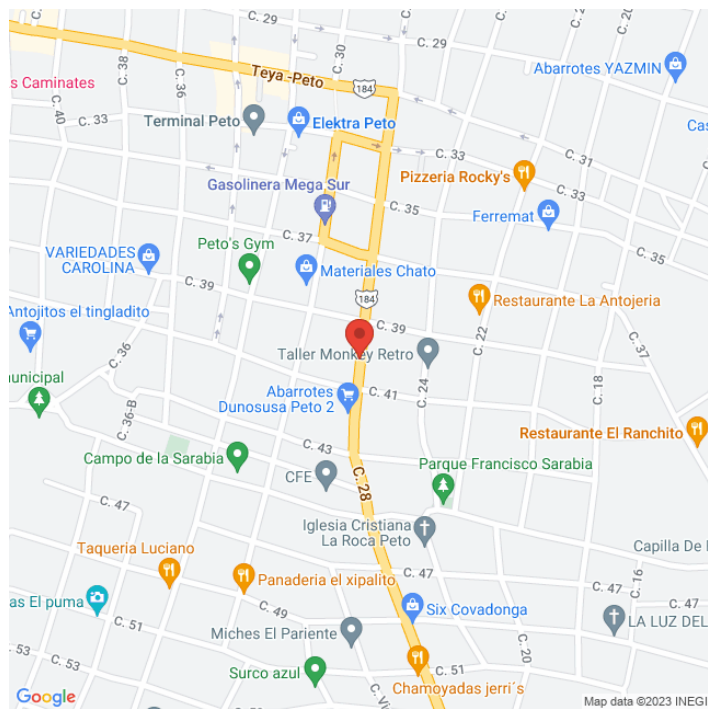 C. 29
C. 30
C. 29
C. 20
Teya -Peto
184
Abarrotes YAZMIN
s Caminates
C. 38
C. 36
C. 40
C. 33
Terminal Peto
Elektra Peto
Cas
C. 33
C. 31
Pizzeria Rocky's
C. 33
Gasolinera Mega Sur
C. 35
Ferremat
C. 37
Peto's Gym
VARIEDADES
CAROLINA
Materiales Chato
C. 39
184
Restaurante La Antojeria
Antojitos el tingladito
C. 39
C. 37
C. 22
Taller Monkey Retro
C. 36
C. 24
C. 18
unicipal
Abarrotes
Dunosusa Peto 2
C. 41
C. 36-B
Restaurante El Ranchito
C. 43
Campo de la Sarabia
Parque Francisco Sarabia
CFE
C. 28
C. 47
Iglesia Cristiana
La Roca Peto
Capilla De
Taqueria Luciano
C. 47
C. 16
Panaderia el xipalito
as El puma
C. 49
Six Covadonga
C. 47
LA LUZ DEL
C. 51
Miches El Pariente
C. 20
C. 53
C. 53
Surco azul
C. 51
Chamoyadas jerri´s
C. Vi
Google
Map data ©2023 INEGI